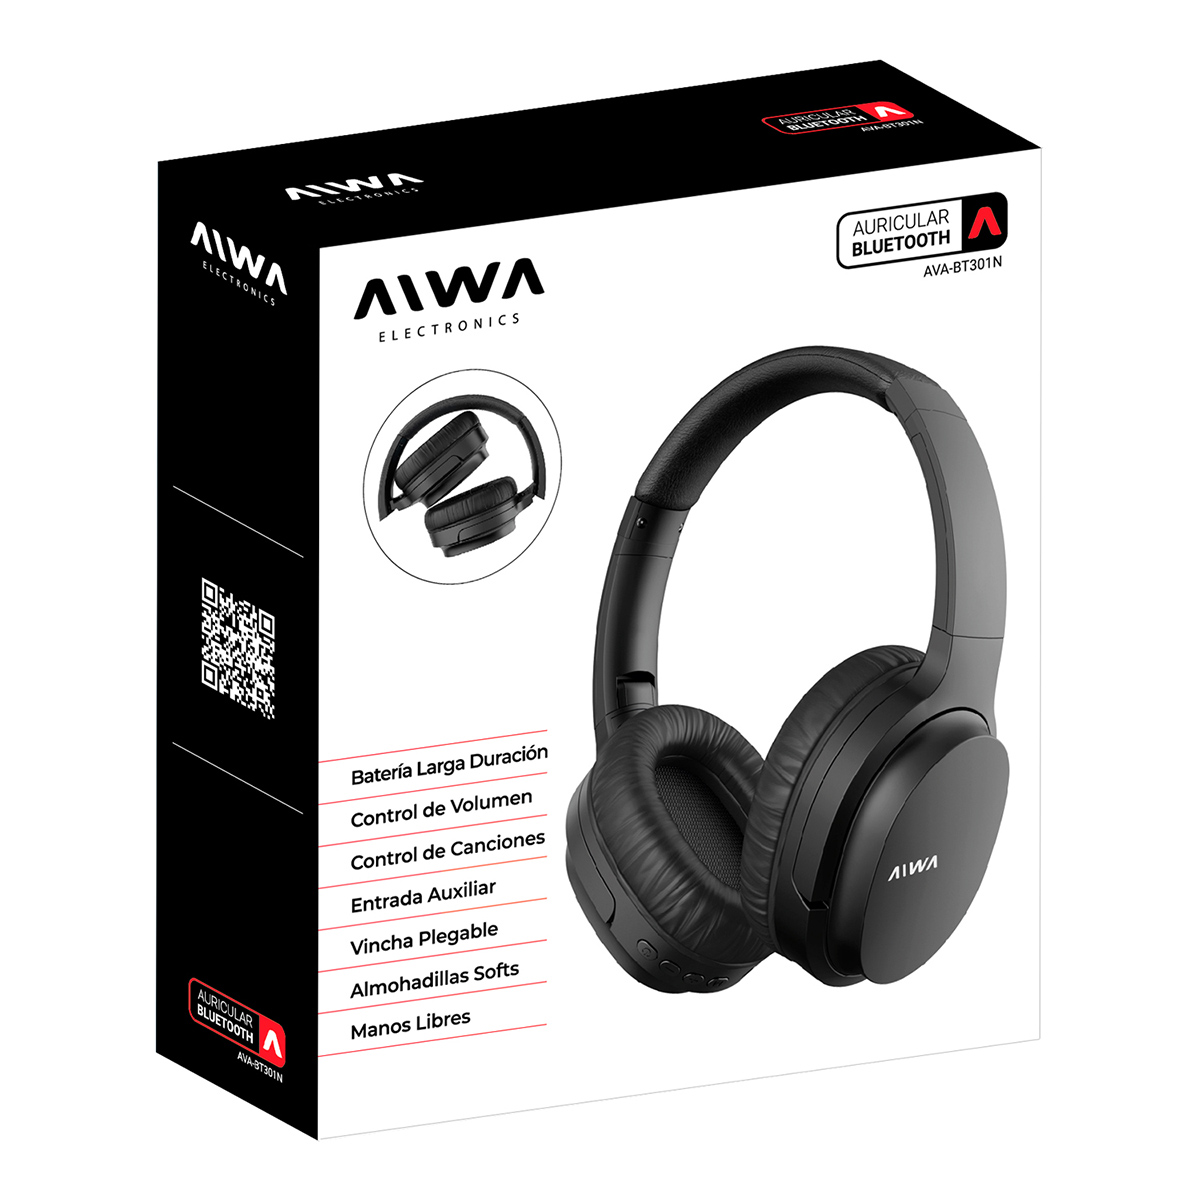 AIWA
ELECTRONICS
AURICULAR
BLUETOOTH
AVA-BT301N
AIWA
ELECTRONICS
AURICULAR
BLUETOOTH
AVA-BT301N
AIWA
ELECTRONICS
Batería Larga Duración
Control de Volumen
Control de Canciones
Entrada Auxiliar
Vincha Plegable
Almohadillas Softs
Manos Libres
AIWA
AURICULAR
BLUETOOTH
AVA-BT301N